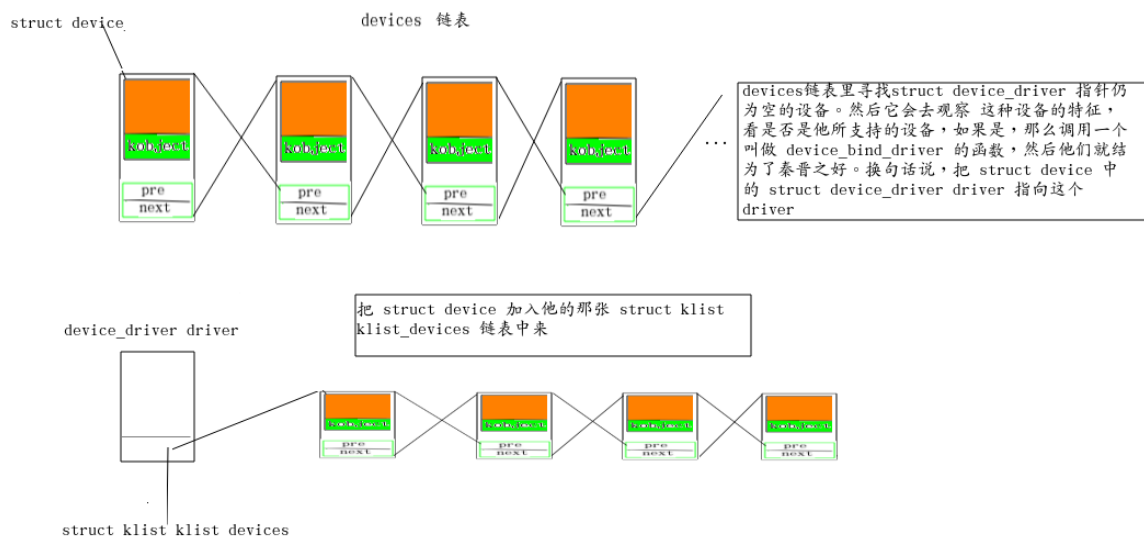 struct device
devices 链表
kobject
pre
next
kobject
pre
next
kobject
pre
next
kobject
pre
next
...
devices链表里寻找struct device_driver 指针仍
为空的设备。然后它会去观察 这种设备的特征，
看是否是他所支持的设备，如果是，那么调用一个
叫做 device_bind_driver 的函数，然后他们就结
为了秦晋之好。换句话说，把 struct device 中
的 struct device_driver driver 指向这个
driver
把 struct device 加入他的那张 struct klist
klist_devices 链表中来
device_driver driver
kobject
pre
next
kobject
pre
next
kobject
pre
next
kobject
pre
next
struct klist klist devices